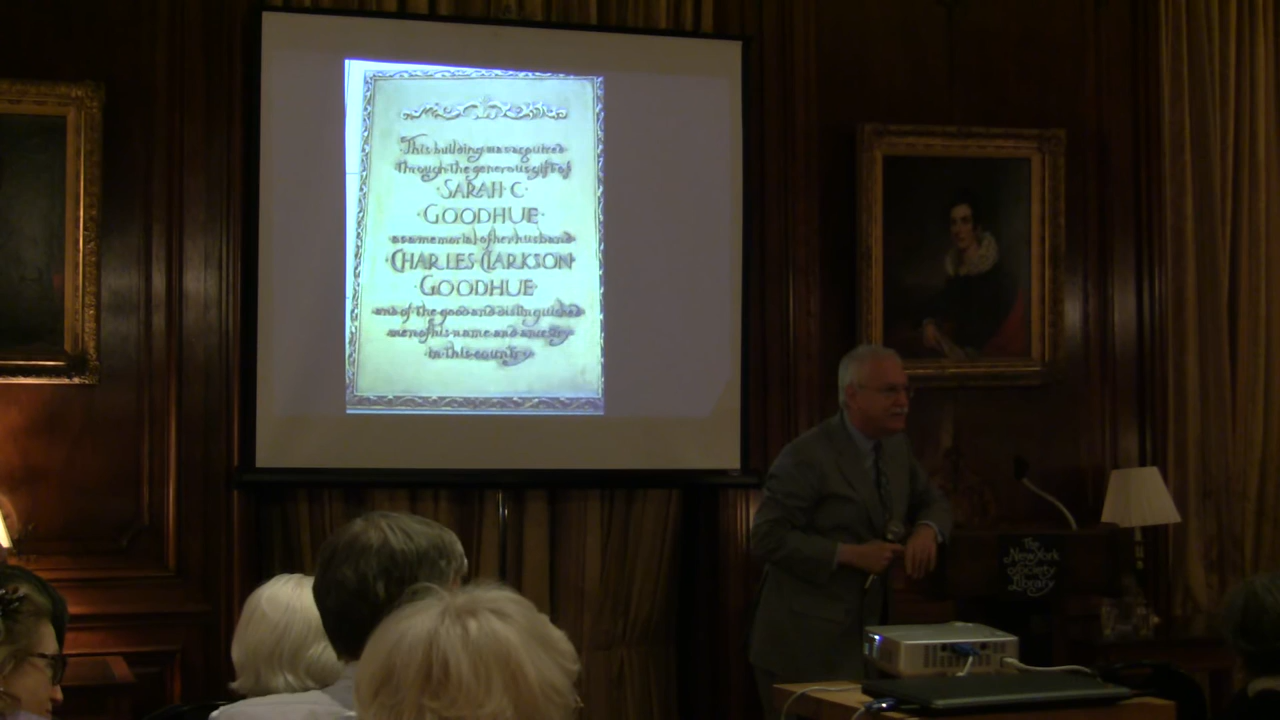 This building was acquired
through the generous gift of
SARAH C·
·GOODHUE·
as a memorial of her husband
·CHARLES CLARKSON·
GOODHUE·
and of the good and distinguished
men of his name and ancestry
in this country
The
New York
Society
Library